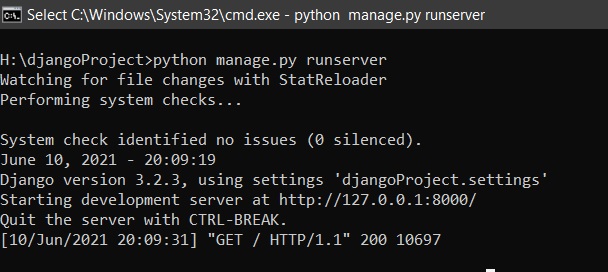 Select C:\Windows\System32\cmd.exe - python  manage.py runserver
H:\djangoProject>python manage.py runserver
Watching for file changes with StatReloader
Performing system checks...
System check identified no issues (0 silenced).
June 10, 2021 - 20:09:19
Django version 3.2.3, using settings 'djangoProject.settings'
Starting development server at http://127.0.0.1:8000/
Quit the server with CTRL-BREAK.
[10/Jun/2021 20:09:31] "GET / HTTP/1.1" 200 10697